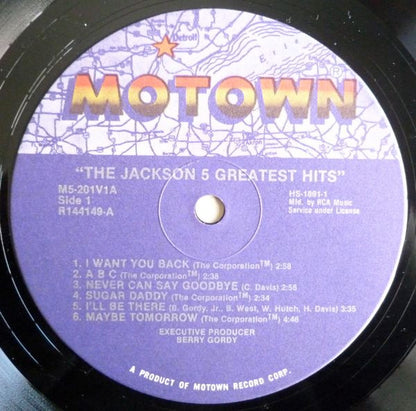 Detroit
MOTOWN®
"THE JACKSON 5 GREATEST HITS"
M5-201V1A
Side 1
R144149-A
HS-1891-1
Mfd. by RCA Music
Service under License
1. I WANT YOU BACK (The Corporation™) 2:58
2. A B C (The Corporation™) 2:38
3. NEVER CAN SAY GOODBYE (C. Davis) 2:56
4. SUGAR DADDY (The Corporation™) 2:34
5. I'LL BE THERE (B. Gordy, Jr., B. West, W. Hutch, H. Davis) 3:35
6. MAYBE TOMORROW (The Corporation™) 4:46
EXECUTIVE PRODUCER
BERRY GORDY
A PRODUCT OF MOTOWN RECORD CORP.